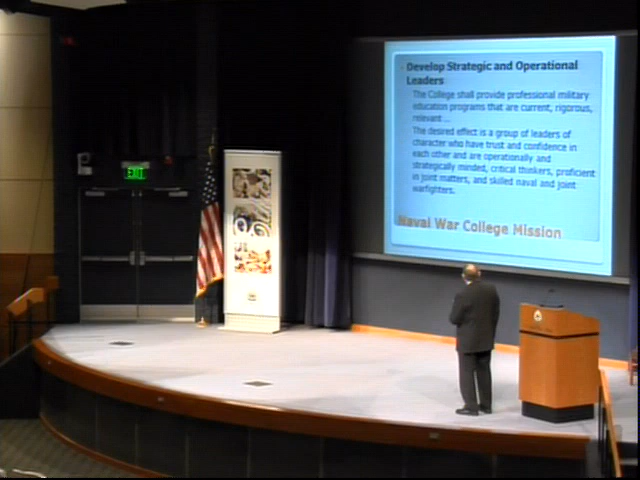 Develop Strategic and Operational
Leaders
The College shall provide professional military
education programs that are current, rigorous,
relevant ...
The desired effect is a group of leaders of
character who have trust and confidence in
each other and are operationally and
strategically minded, critical thinkers, proficient
in joint matters, and skilled naval and joint
warfighters.
Naval War College Mission
EXIT